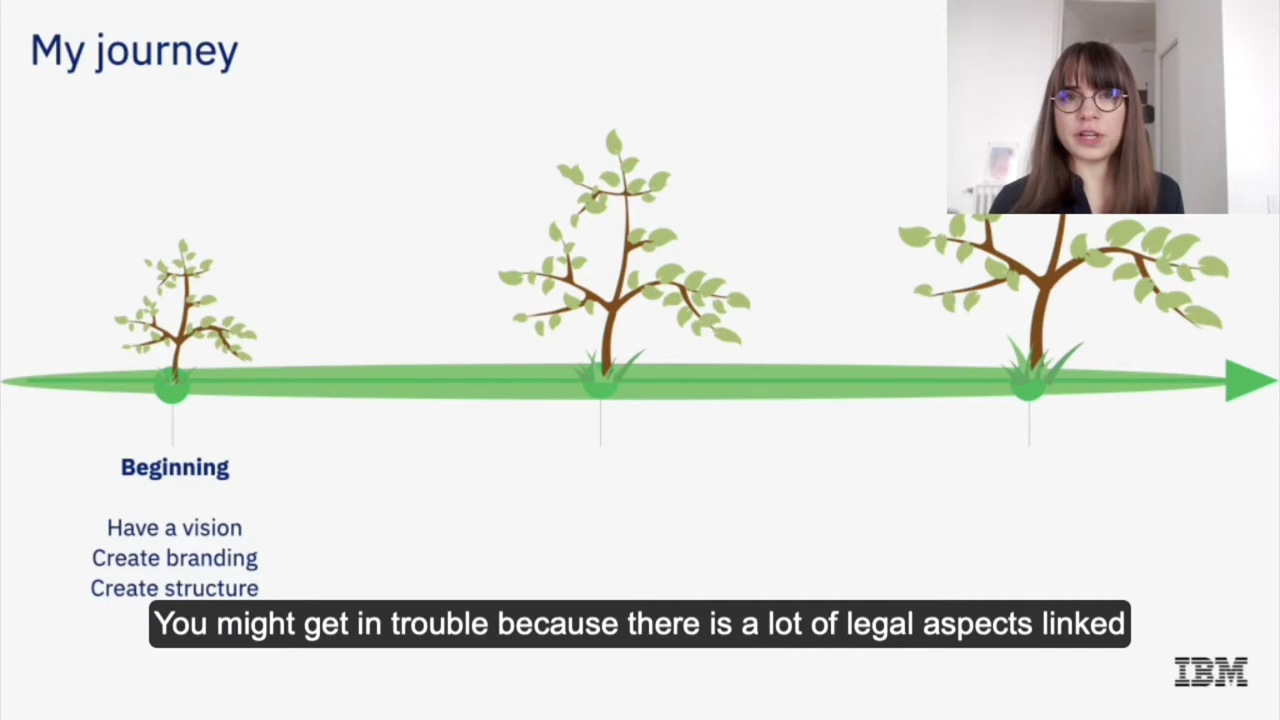 My journey
Beginning
Have a vision
Create branding
Create structure
You might get in trouble because there is a lot of legal aspects linked
IBM